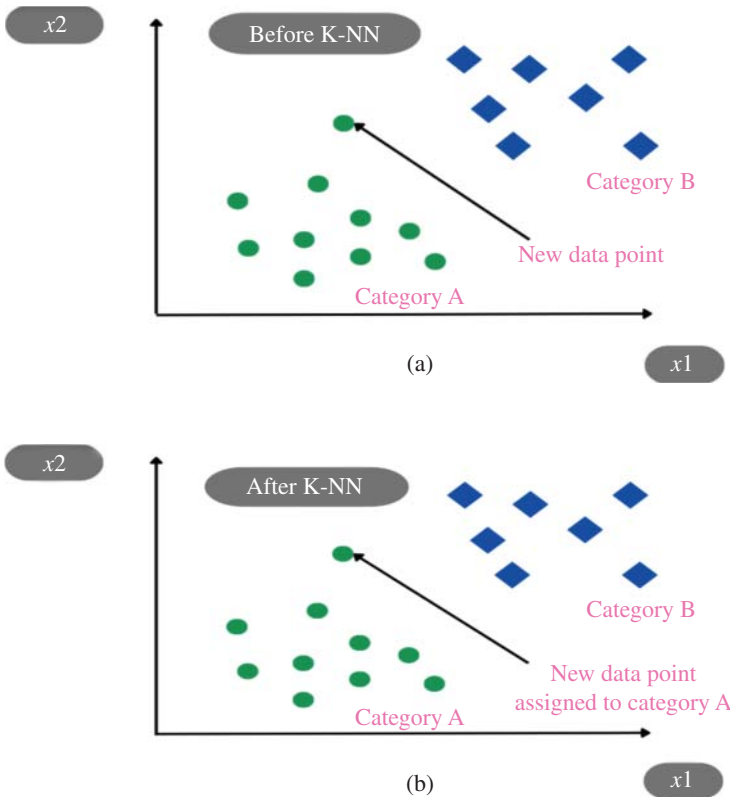 x2
Before K-NN
Category B
New data point
Category A
(a)
x1
x2
After K-NN
Category B
New data point
assigned to category A
Category A
(b)
x1